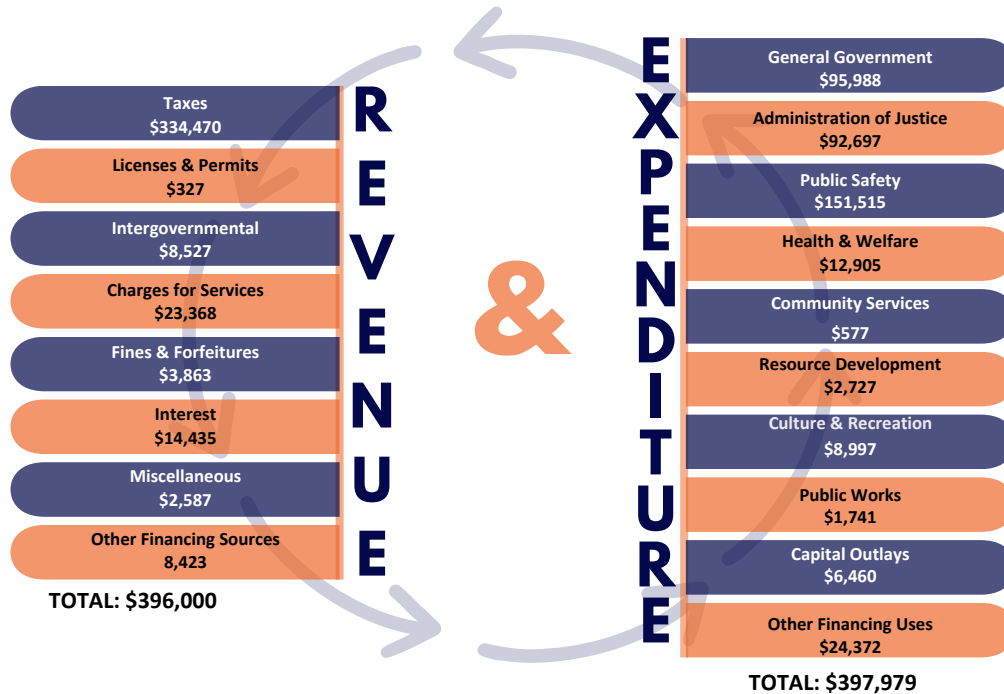 REVENUE
Taxes
$334,470
Licenses & Permits
$327
Intergovernmental
$8,527
Charges for Services
$23,368
Fines & Forfeitures
$3,863
Interest
$14,435
Miscellaneous
$2,587
Other Financing Sources
8,423
TOTAL: $396,000
&
EXPENDITURE
General Government
$95,988
Administration of Justice
$92,697
Public Safety
$151,515
Health & Welfare
$12,905
Community Services
$577
Resource Development
$2,727
Culture & Recreation
$8,997
Public Works
$1,741
Capital Outlays
$6,460
Other Financing Uses
$24,372
TOTAL: $397,979